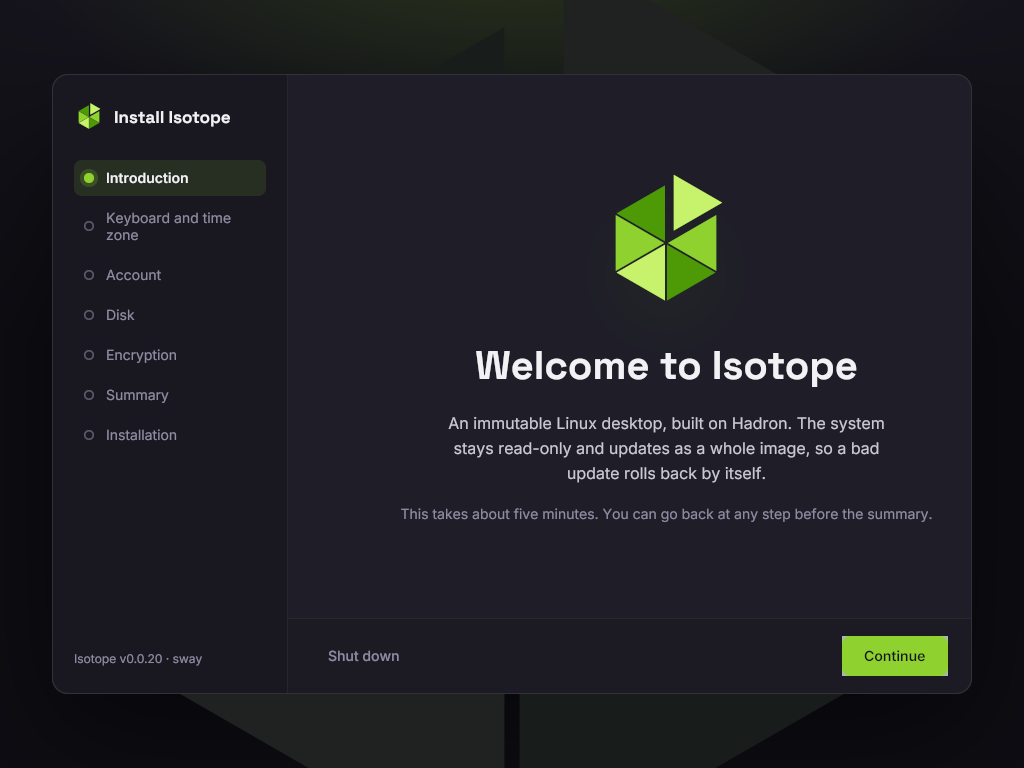 Install Isotope
Introduction
Keyboard and time
zone
Account
Disk
Encryption
Summary
Installation
Isotope v0.0.20 · sway
Welcome to Isotope
An immutable Linux desktop, built on Hadron. The system
stays read-only and updates as a whole image, so a bad
update rolls back by itself.
This takes about five minutes. You can go back at any step before the summary.
Shut down
Continue